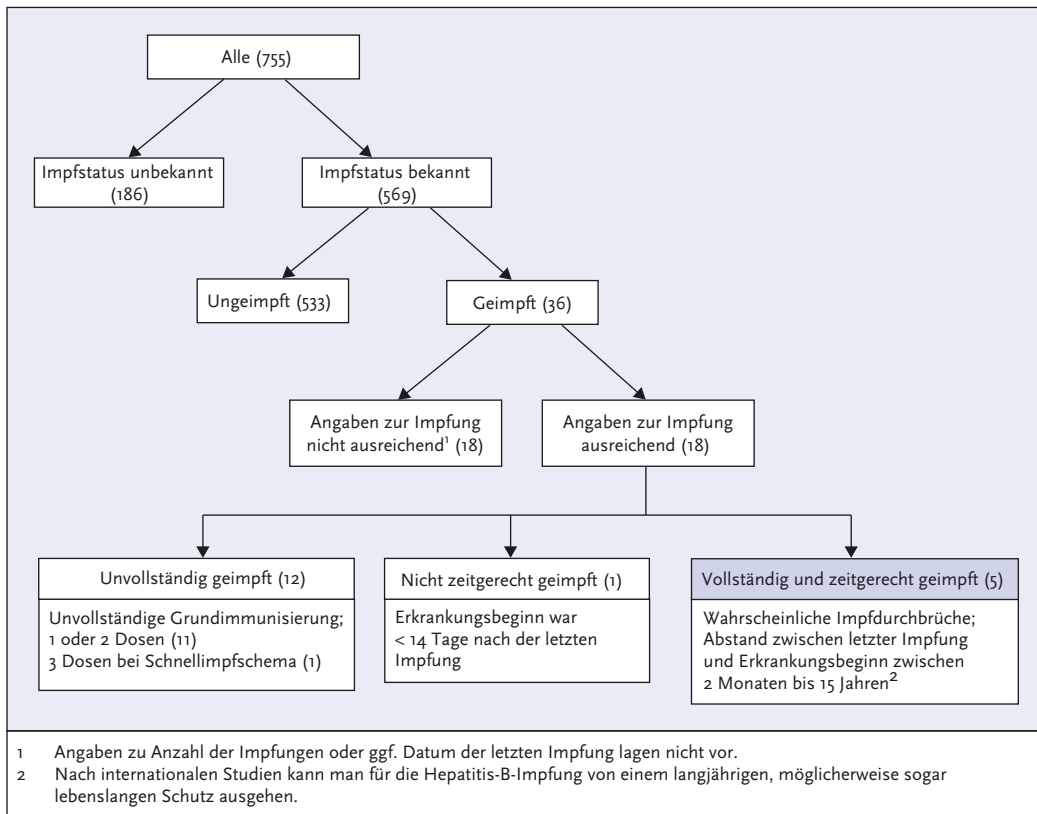 Alle (755)
Impfstatus unbekannt
(186)
Impfstatus bekannt
(569)
Ungeimpft (533)
Geimpft (36)
Angaben zur Impfung
nicht ausreichend¹ (18)
Angaben zur Impfung
ausreichend (18)
Unvollständig geimpft (12)
Unvollständige Grundimmunisierung;
1 oder 2 Dosen (11)
3 Dosen bei Schnellimpfschema (1)
Nicht zeitgerecht geimpft (1)
Erkrankungsbeginn war
< 14 Tage nach der letzten
Impfung
Vollständig und zeitgerecht geimpft (5)
Wahrscheinliche Impfdurchbrüche;
Abstand zwischen letzter Impfung
und Erkrankungsbeginn zwischen
2 Monaten bis 15 Jahren²
1 Angaben zu Anzahl der Impfungen oder ggf. Datum der letzten Impfung lagen nicht vor.
2 Nach internationalen Studien kann man für die Hepatitis-B-Impfung von einem langjährigen, möglicherweise sogar
lebenslangen Schutz ausgehen.